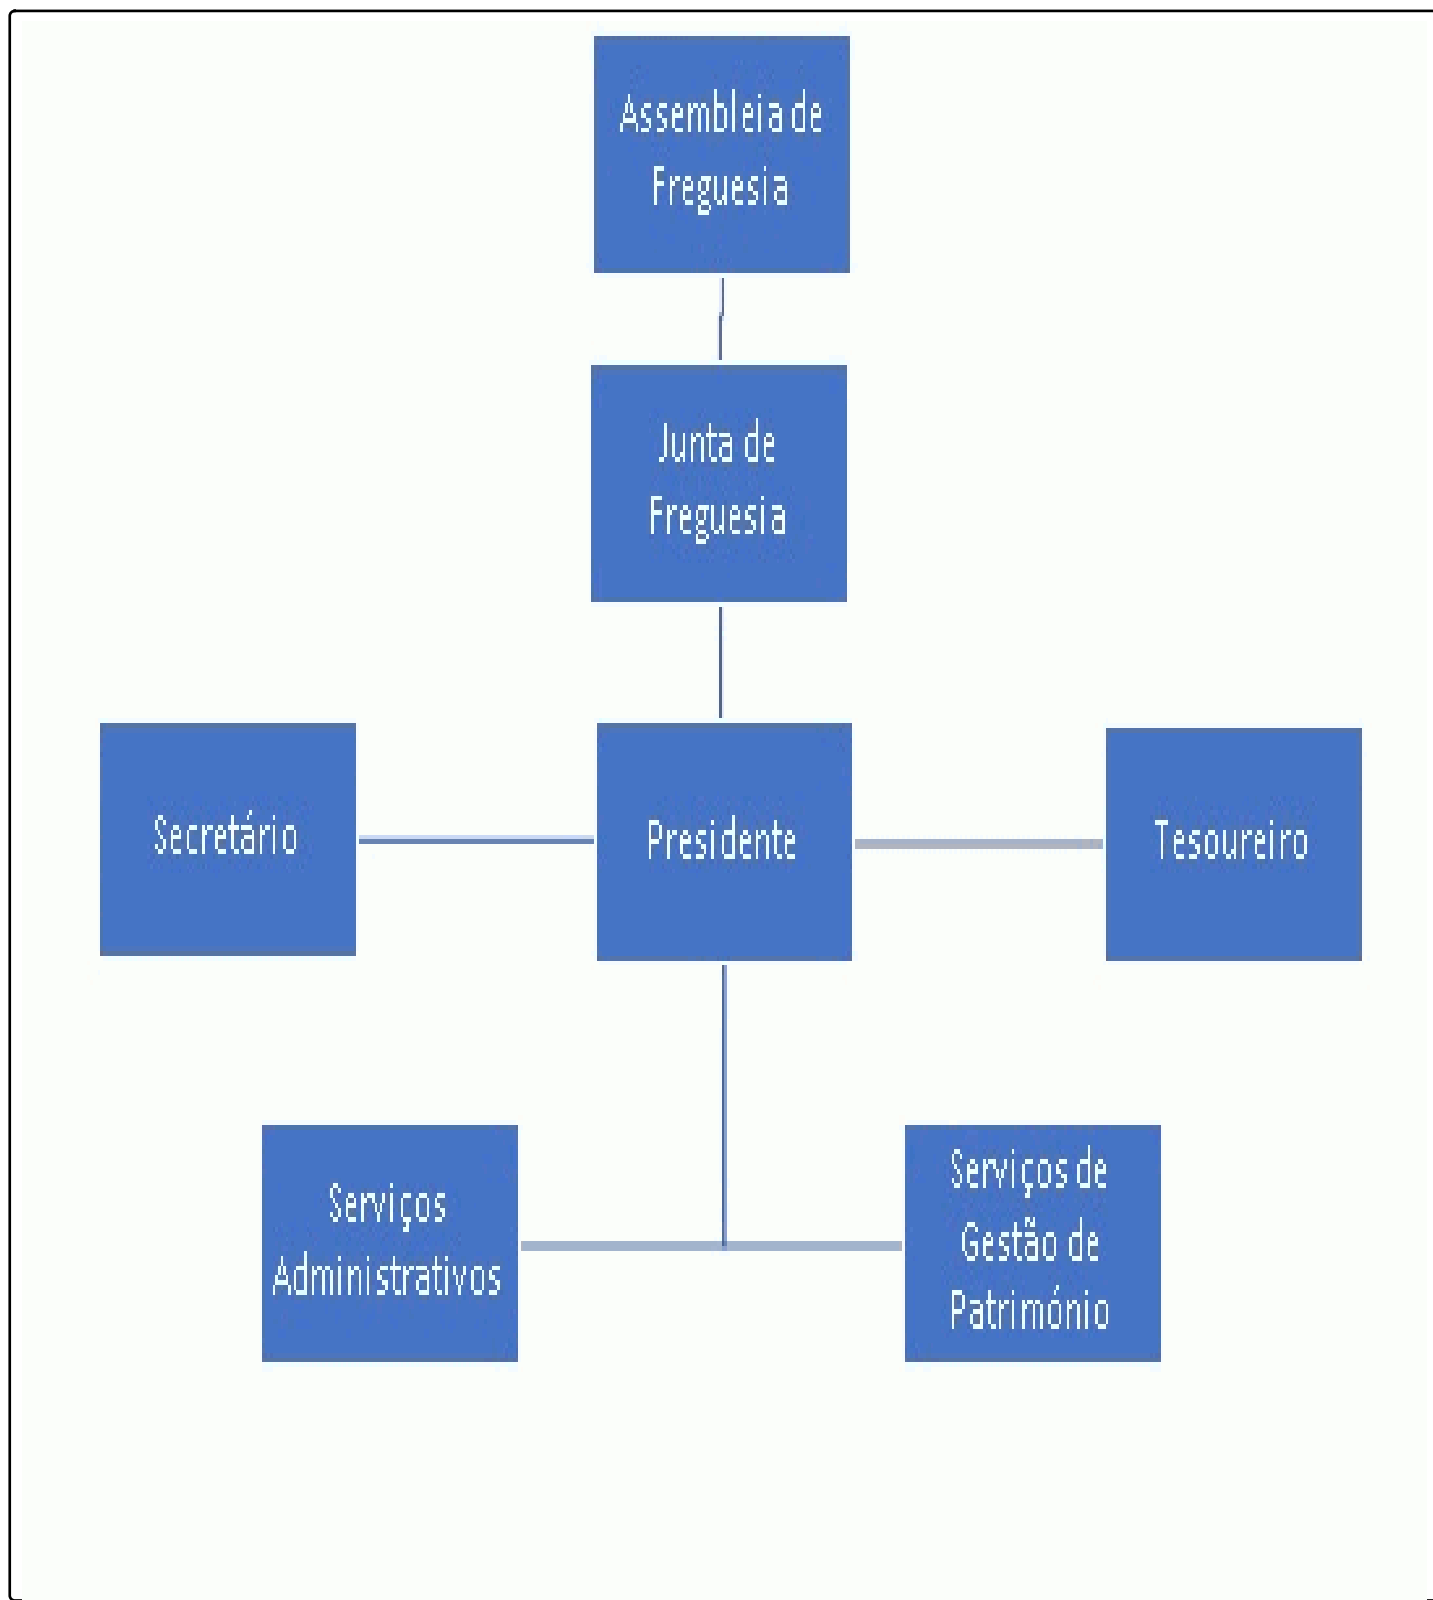 Assembleia de
Freguesia
Junta de
Freguesia
Secretário
Presidente
Tesoureiro
Serviços
Administrativos
Serviços de
Gestão de
Património